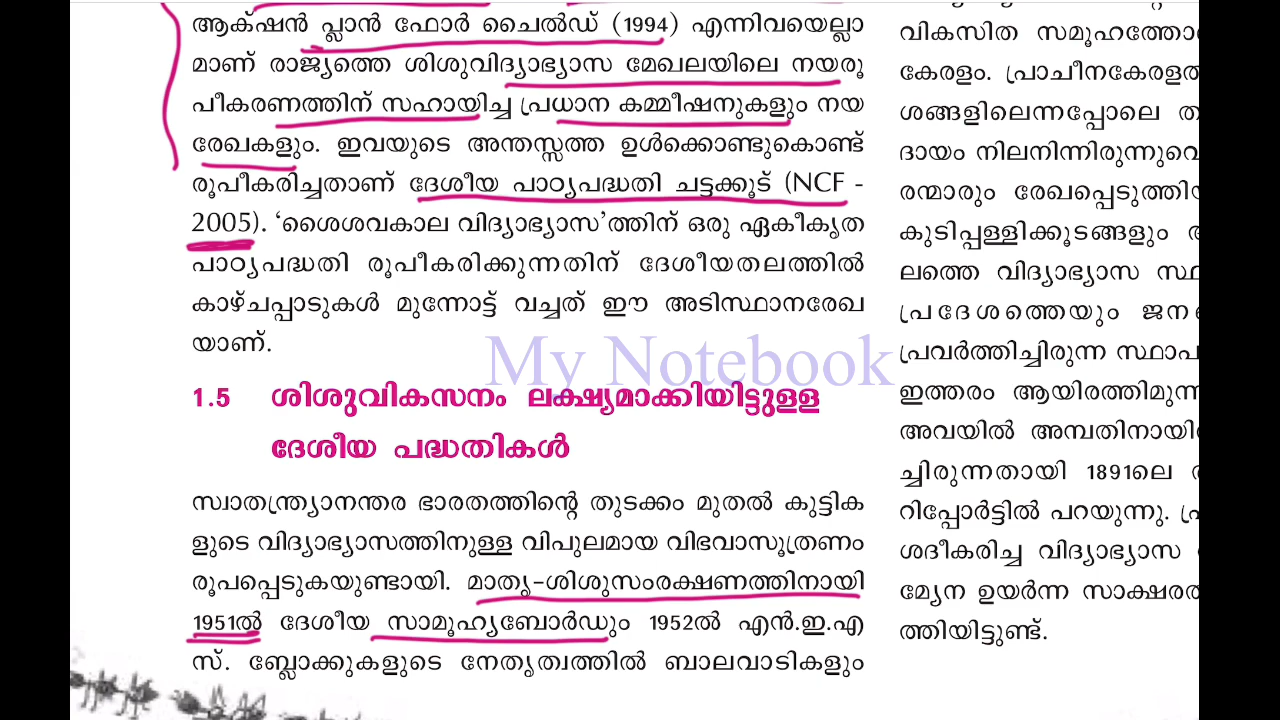 ആക്ഷൻ പ്ലാൻ ഫോർ ചൈൽഡ് (1994) എന്നിവയെല്ലാ
മാണ് രാജ്യത്തെ ശിശുവിദ്യാഭ്യാസ മേഖലയിലെ നയരൂ
പീകരണത്തിന് സഹായിച്ച പ്രധാന കമ്മീഷനുകളും നയ
രേഖകളും. ഇവയുടെ അന്തസ്സത്ത ഉൾക്കൊണ്ടുകൊണ്ട്
രൂപീകരിച്ചതാണ് ദേശീയ പാഠ്യപദ്ധതി ചട്ടക്കൂട് (NCF -
2005). ‘ശൈശവകാല വിദ്യാഭ്യാസ’ത്തിന് ഒരു ഏകീകൃത
പാഠ്യപദ്ധതി രൂപീകരിക്കുന്നതിന് ദേശീയതലത്തിൽ
കാഴ്ചപ്പാടുകൾ മുന്നോട്ട് വച്ചത് ഈ അടിസ്ഥാനരേഖ
യാണ്.
My Notebook
1.5 ശിശുവികസനം ലക്ഷ്യമാക്കിയിട്ടുളള
ദേശീയ പദ്ധതികൾ
സ്വാതന്ത്ര്യാനന്തര ഭാരതത്തിന്റെ തുടക്കം മുതൽ കുട്ടിക
ളുടെ വിദ്യാഭ്യാസത്തിനുള്ള വിപുലമായ വിഭവാസൂത്രണം
രൂപപ്പെടുകയുണ്ടായി. മാതൃ-ശിശുസംരക്ഷണത്തിനായി
1951ൽ ദേശീയ സാമൂഹ്യബോർഡും 1952ൽ എൻ.ഇ.എ
സ്. ബ്ലോക്കുകളുടെ നേതൃത്വത്തിൽ ബാലവാടികളും
വികസിത സമൂഹത്തോ
കേരളം. പ്രാചീനകേരളത
ശങ്ങളിലെന്നപ്പോലെ ത
ദായം നിലനിന്നിരുന്നുവെ
രന്മാരും രേഖപ്പെടുത്തിയ
കുടിപ്പള്ളിക്കൂടങ്ങളും
ലത്തെ വിദ്യാഭ്യാസ സ്ഥ
പ്രദേശത്തെയും ജന
പ്രവർത്തിച്ചിരുന്ന സ്ഥാപ
ഇത്തരം ആയിരത്തിമുന്ന
അവയിൽ അമ്പതിനായി
ച്ചിരുന്നതായി 1891ലെ
റിപ്പോർട്ടിൽ പറയുന്നു. പ്ര
ശദീകരിച്ച വിദ്യാഭ്യാസ
മ്യേന ഉയർന്ന സാക്ഷരത
ത്തിയിട്ടുണ്ട്.